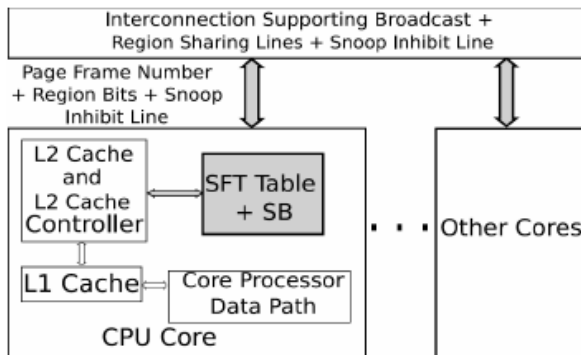 Interconnection Supporting Broadcast +
Region Sharing Lines + Snoop Inhibit Line
Page Frame Number
+ Region Bits + Snoop
Inhibit Line
L2 Cache
and
L2 Cache
Controller
SFT Table
+ SB
L1 Cache
Core Processor
Data Path
CPU Core
. . .
Other Cores